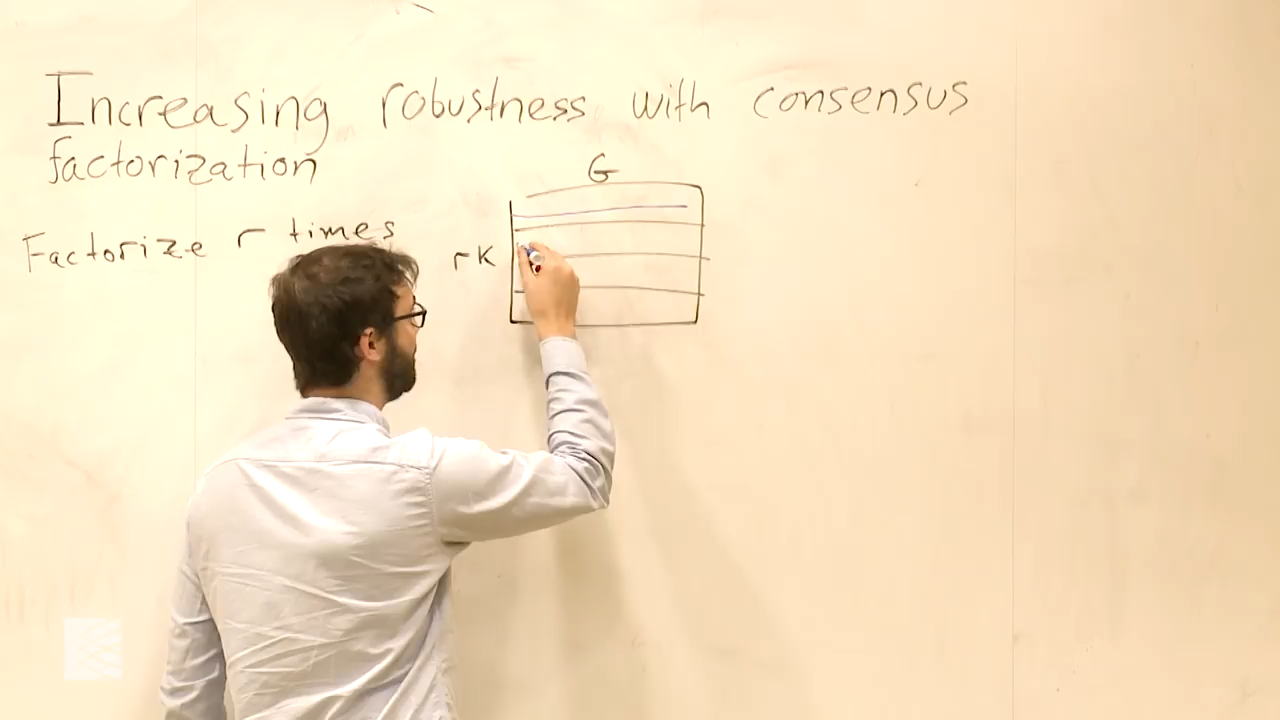 Increasing robustness with consensus
factorization
G
Factorize r times
rK